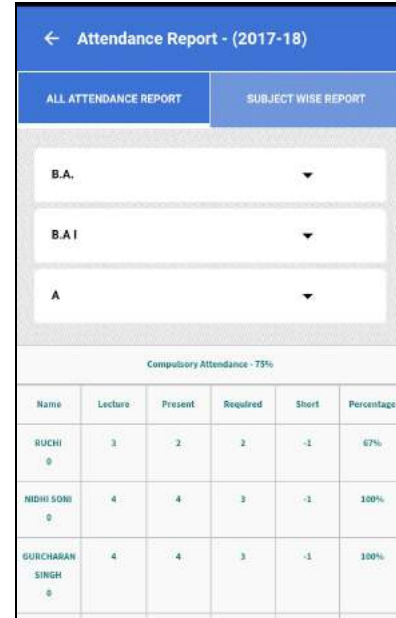 Attendance Report - (2017-18)
ALL ATTENDANCE REPORT SUBJECT WISE REPORT
B.A.
B.A I
A
Compulsory Attendance - 75%
Name Lecture Present Required Short Percentage
RUCHI 3 2 2 -1 67%
0
NIDHI SONI 4 4 3 -1 100%
0
GURCHARAN 4 4 3 -1 100%
SINGH
0